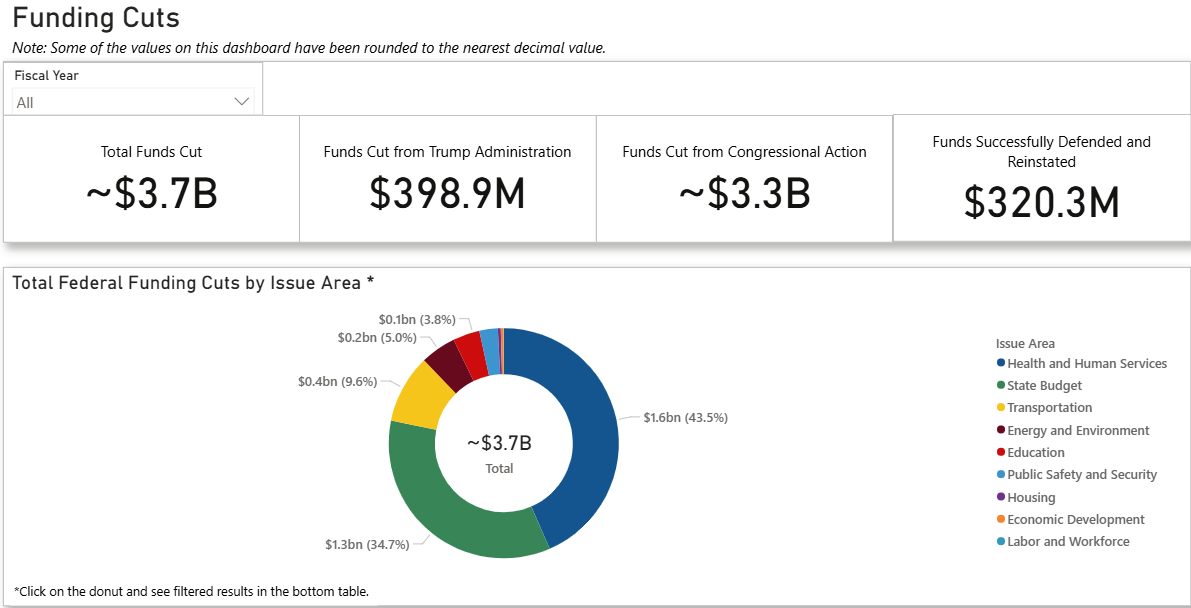 Funding Cuts
Note: Some of the values on this dashboard have been rounded to the nearest decimal value.
Fiscal Year
All
Total Funds Cut
~$3.7B
Funds Cut from Trump Administration
$398.9M
Funds Cut from Congressional Action
~$3.3B
Funds Successfully Defended and
Reinstated
$320.3M
Total Federal Funding Cuts by Issue Area *
$0.1bn (3.8%)
$0.2bn (5.0%)
$0.4bn (9.6%)
$1.6bn (43.5%)
$1.3bn (34.7%)
~$3.7B
Total
Issue Area
Health and Human Services
State Budget
Transportation
Energy and Environment
Education
Public Safety and Security
Housing
Economic Development
Labor and Workforce
*Click on the donut and see filtered results in the bottom table.